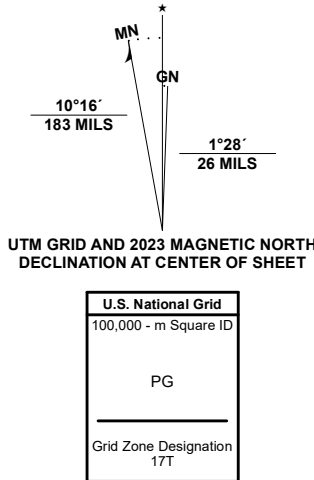 ★
MN
GN
10°16´
183 MILS
1°28´
26 MILS
UTM GRID AND 2023 MAGNETIC NORTH
DECLINATION AT CENTER OF SHEET
U.S. National Grid
100,000 - m Square ID
PG
Grid Zone Designation
17T